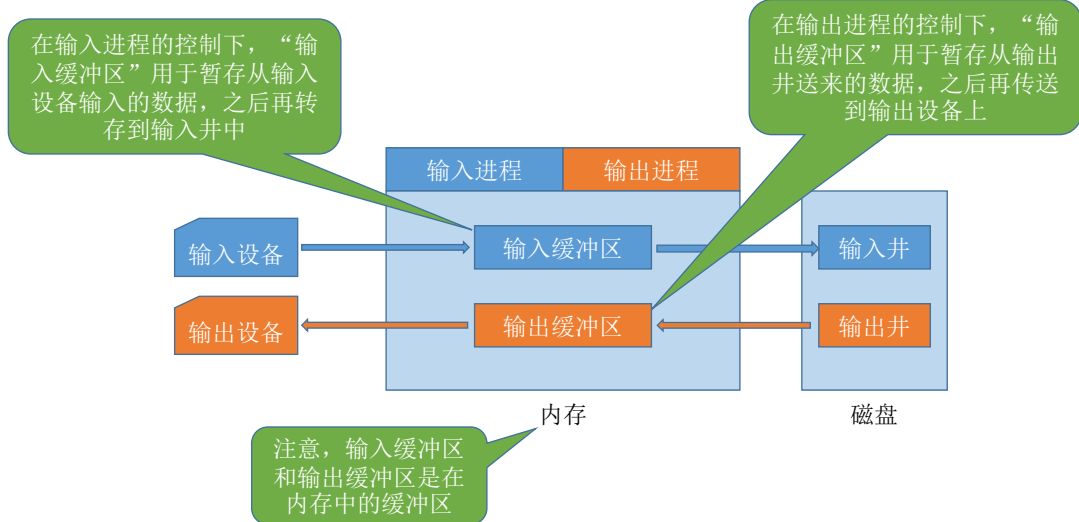 在输入进程的控制下，“输
入缓冲区”用于暂存从输入
设备输入的数据，之后再转
存到输入井中
在输出进程的控制下，“输
出缓冲区”用于暂存从输出
井送来的数据，之后再传送
到输出设备上
输入进程
输出进程
输入设备
输入缓冲区
输入井
输出设备
输出缓冲区
输出井
内存
磁盘
注意，输入缓冲区
和输出缓冲区是在
内存中的缓冲区